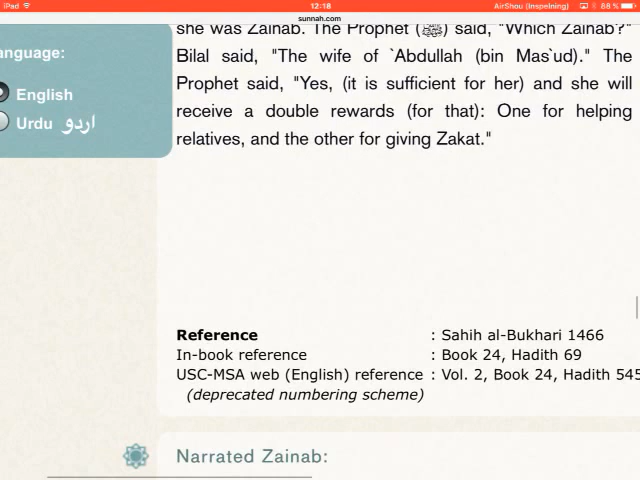 iPad 12:18 AirShou (Inspelning) 88 %
sunnah.com
she was Zainab. The Prophet (ﷺ) said, "Which Zainab?"
Bilal said, "The wife of `Abdullah (bin Mas`ud)." The
Prophet said, "Yes, (it is sufficient for her) and she will
receive a double rewards (for that): One for helping
relatives, and the other for giving Zakat."
anguage:
English
Urdu اردو
Reference : Sahih al-Bukhari 1466
In-book reference : Book 24, Hadith 69
USC-MSA web (English) reference : Vol. 2, Book 24, Hadith 545
(deprecated numbering scheme)
Narrated Zainab: